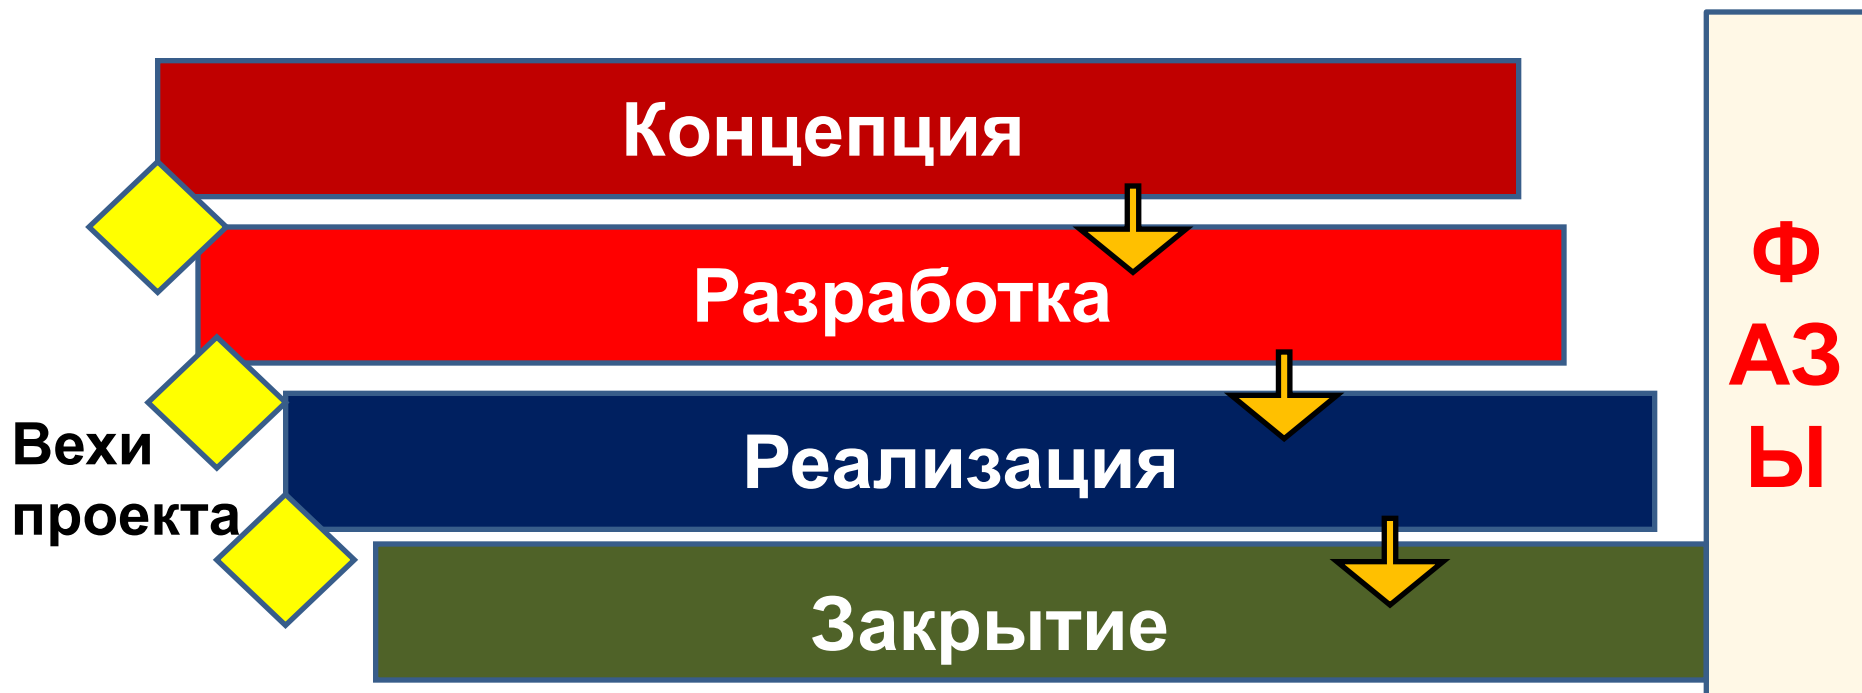 Концепция
Разработка
Реализация
Закрытие
Вехи
проекта
Ф
АЗ
Ы